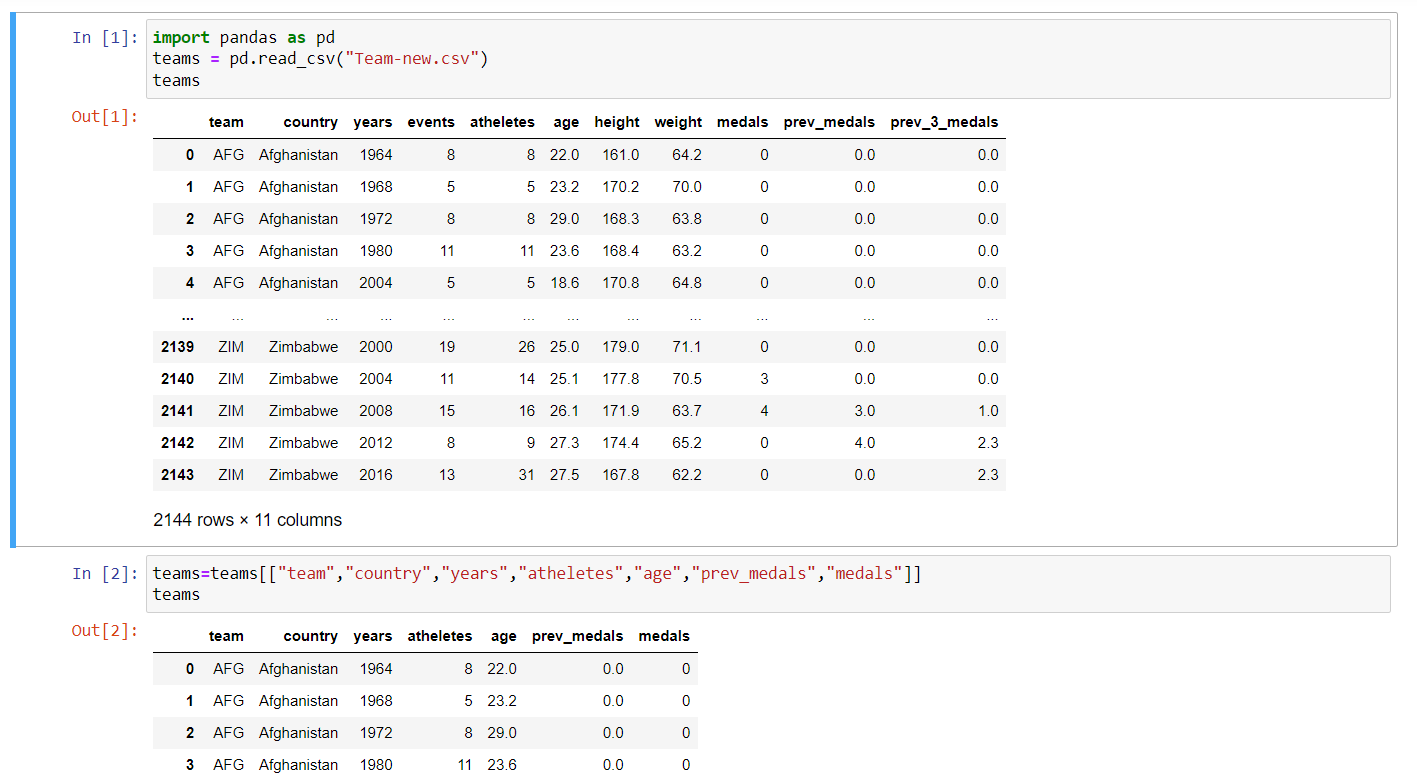 In [1]: import pandas as pd
teams = pd.read_csv("Team-new.csv")
teams
Out[1]:
team country years events atheletes age height weight medals prev_medals prev_3_medals
0 AFG Afghanistan 1964 8 8 22.0 161.0 64.2 0 0.0 0.0
1 AFG Afghanistan 1968 5 5 23.2 170.2 70.0 0 0.0 0.0
2 AFG Afghanistan 1972 8 8 29.0 168.3 63.8 0 0.0 0.0
3 AFG Afghanistan 1980 11 11 23.6 168.4 63.2 0 0.0 0.0
4 AFG Afghanistan 2004 5 5 18.6 170.8 64.8 0 0.0 0.0
... ... ... ... ... ... ... ... ... ... ... ...
2139 ZIM Zimbabwe 2000 19 26 25.0 179.0 71.1 0 0.0 0.0
2140 ZIM Zimbabwe 2004 11 14 25.1 177.8 70.5 3 0.0 0.0
2141 ZIM Zimbabwe 2008 15 16 26.1 171.9 63.7 4 3.0 1.0
2142 ZIM Zimbabwe 2012 8 9 27.3 174.4 65.2 0 4.0 2.3
2143 ZIM Zimbabwe 2016 13 31 27.5 167.8 62.2 0 0.0 2.3
2144 rows × 11 columns
In [2]: teams=teams[["team","country","years","atheletes","age","prev_medals","medals"]]
teams
Out[2]:
team country years atheletes age prev_medals medals
0 AFG Afghanistan 1964 8 22.0 0.0 0
1 AFG Afghanistan 1968 5 23.2 0.0 0
2 AFG Afghanistan 1972 8 29.0 0.0 0
3 AFG Afghanistan 1980 11 23.6 0.0 0